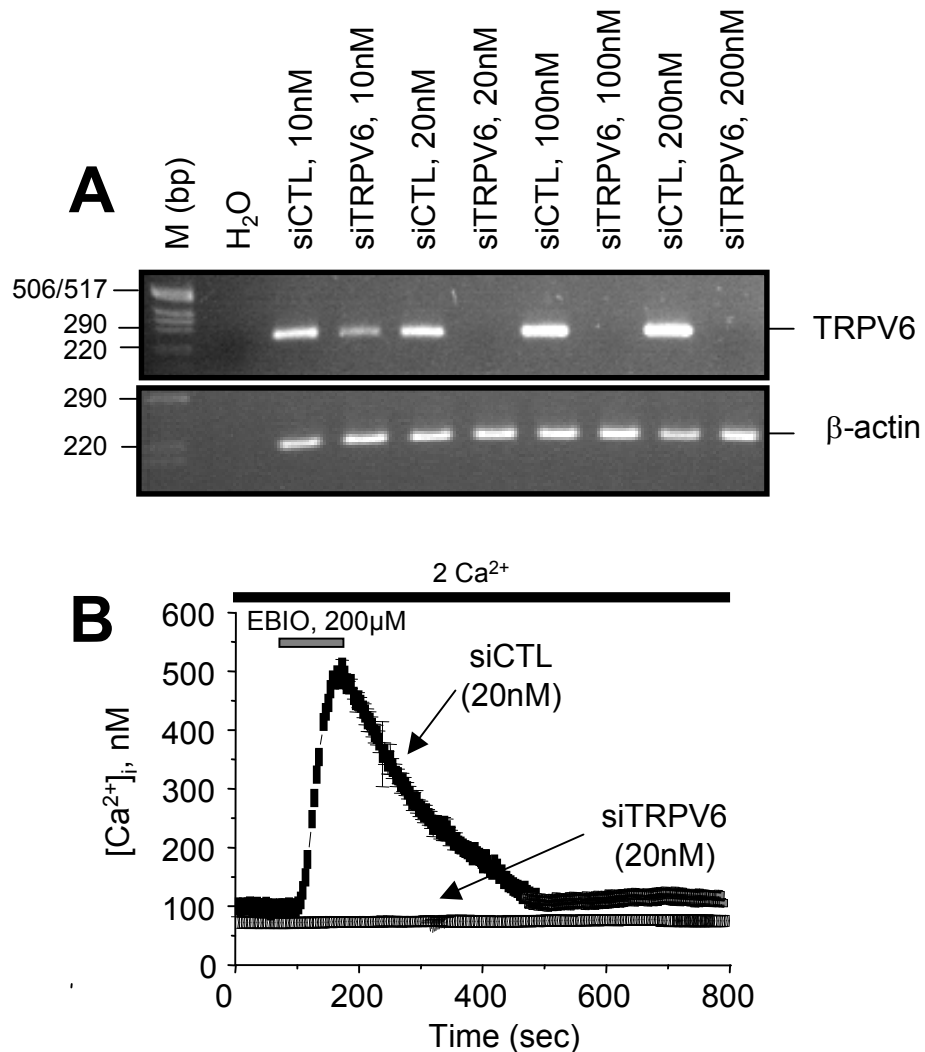 A
M (bp)
H₂O
siCTL, 10nM
siTRPV6, 10nM
siCTL, 20nM
siTRPV6, 20nM
siCTL, 100nM
siTRPV6, 100nM
siCTL, 200nM
siTRPV6, 200nM
506/517
290
220
TRPV6
290
220
β-actin
B
2 Ca²⁺
EBIO, 200µM
siCTL
(20nM)
siTRPV6
(20nM)
[Ca²⁺]i, nM
600
500
400
300
200
100
0
0 200 400 600 800
Time (sec)